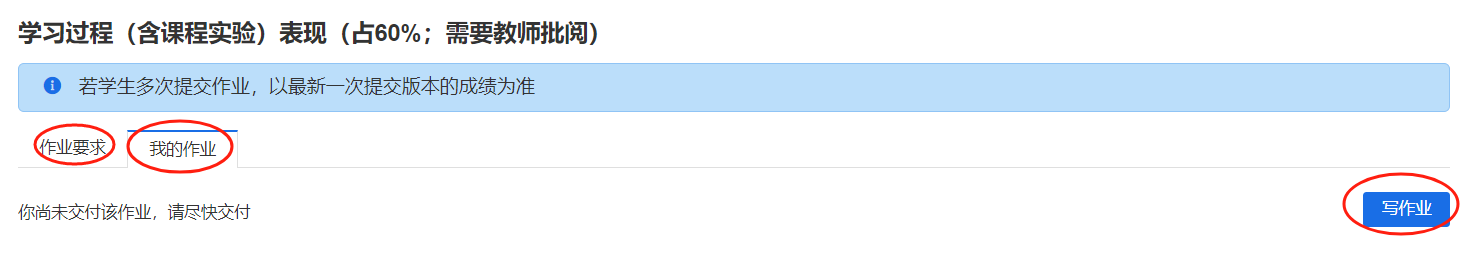 学习过程（含课程实验）表现（占60%；需要教师批阅）
若学生多次提交作业，以最新一次提交版本的成绩为准
作业要求 我的作业
你尚未交付该作业，请尽快交付 写作业